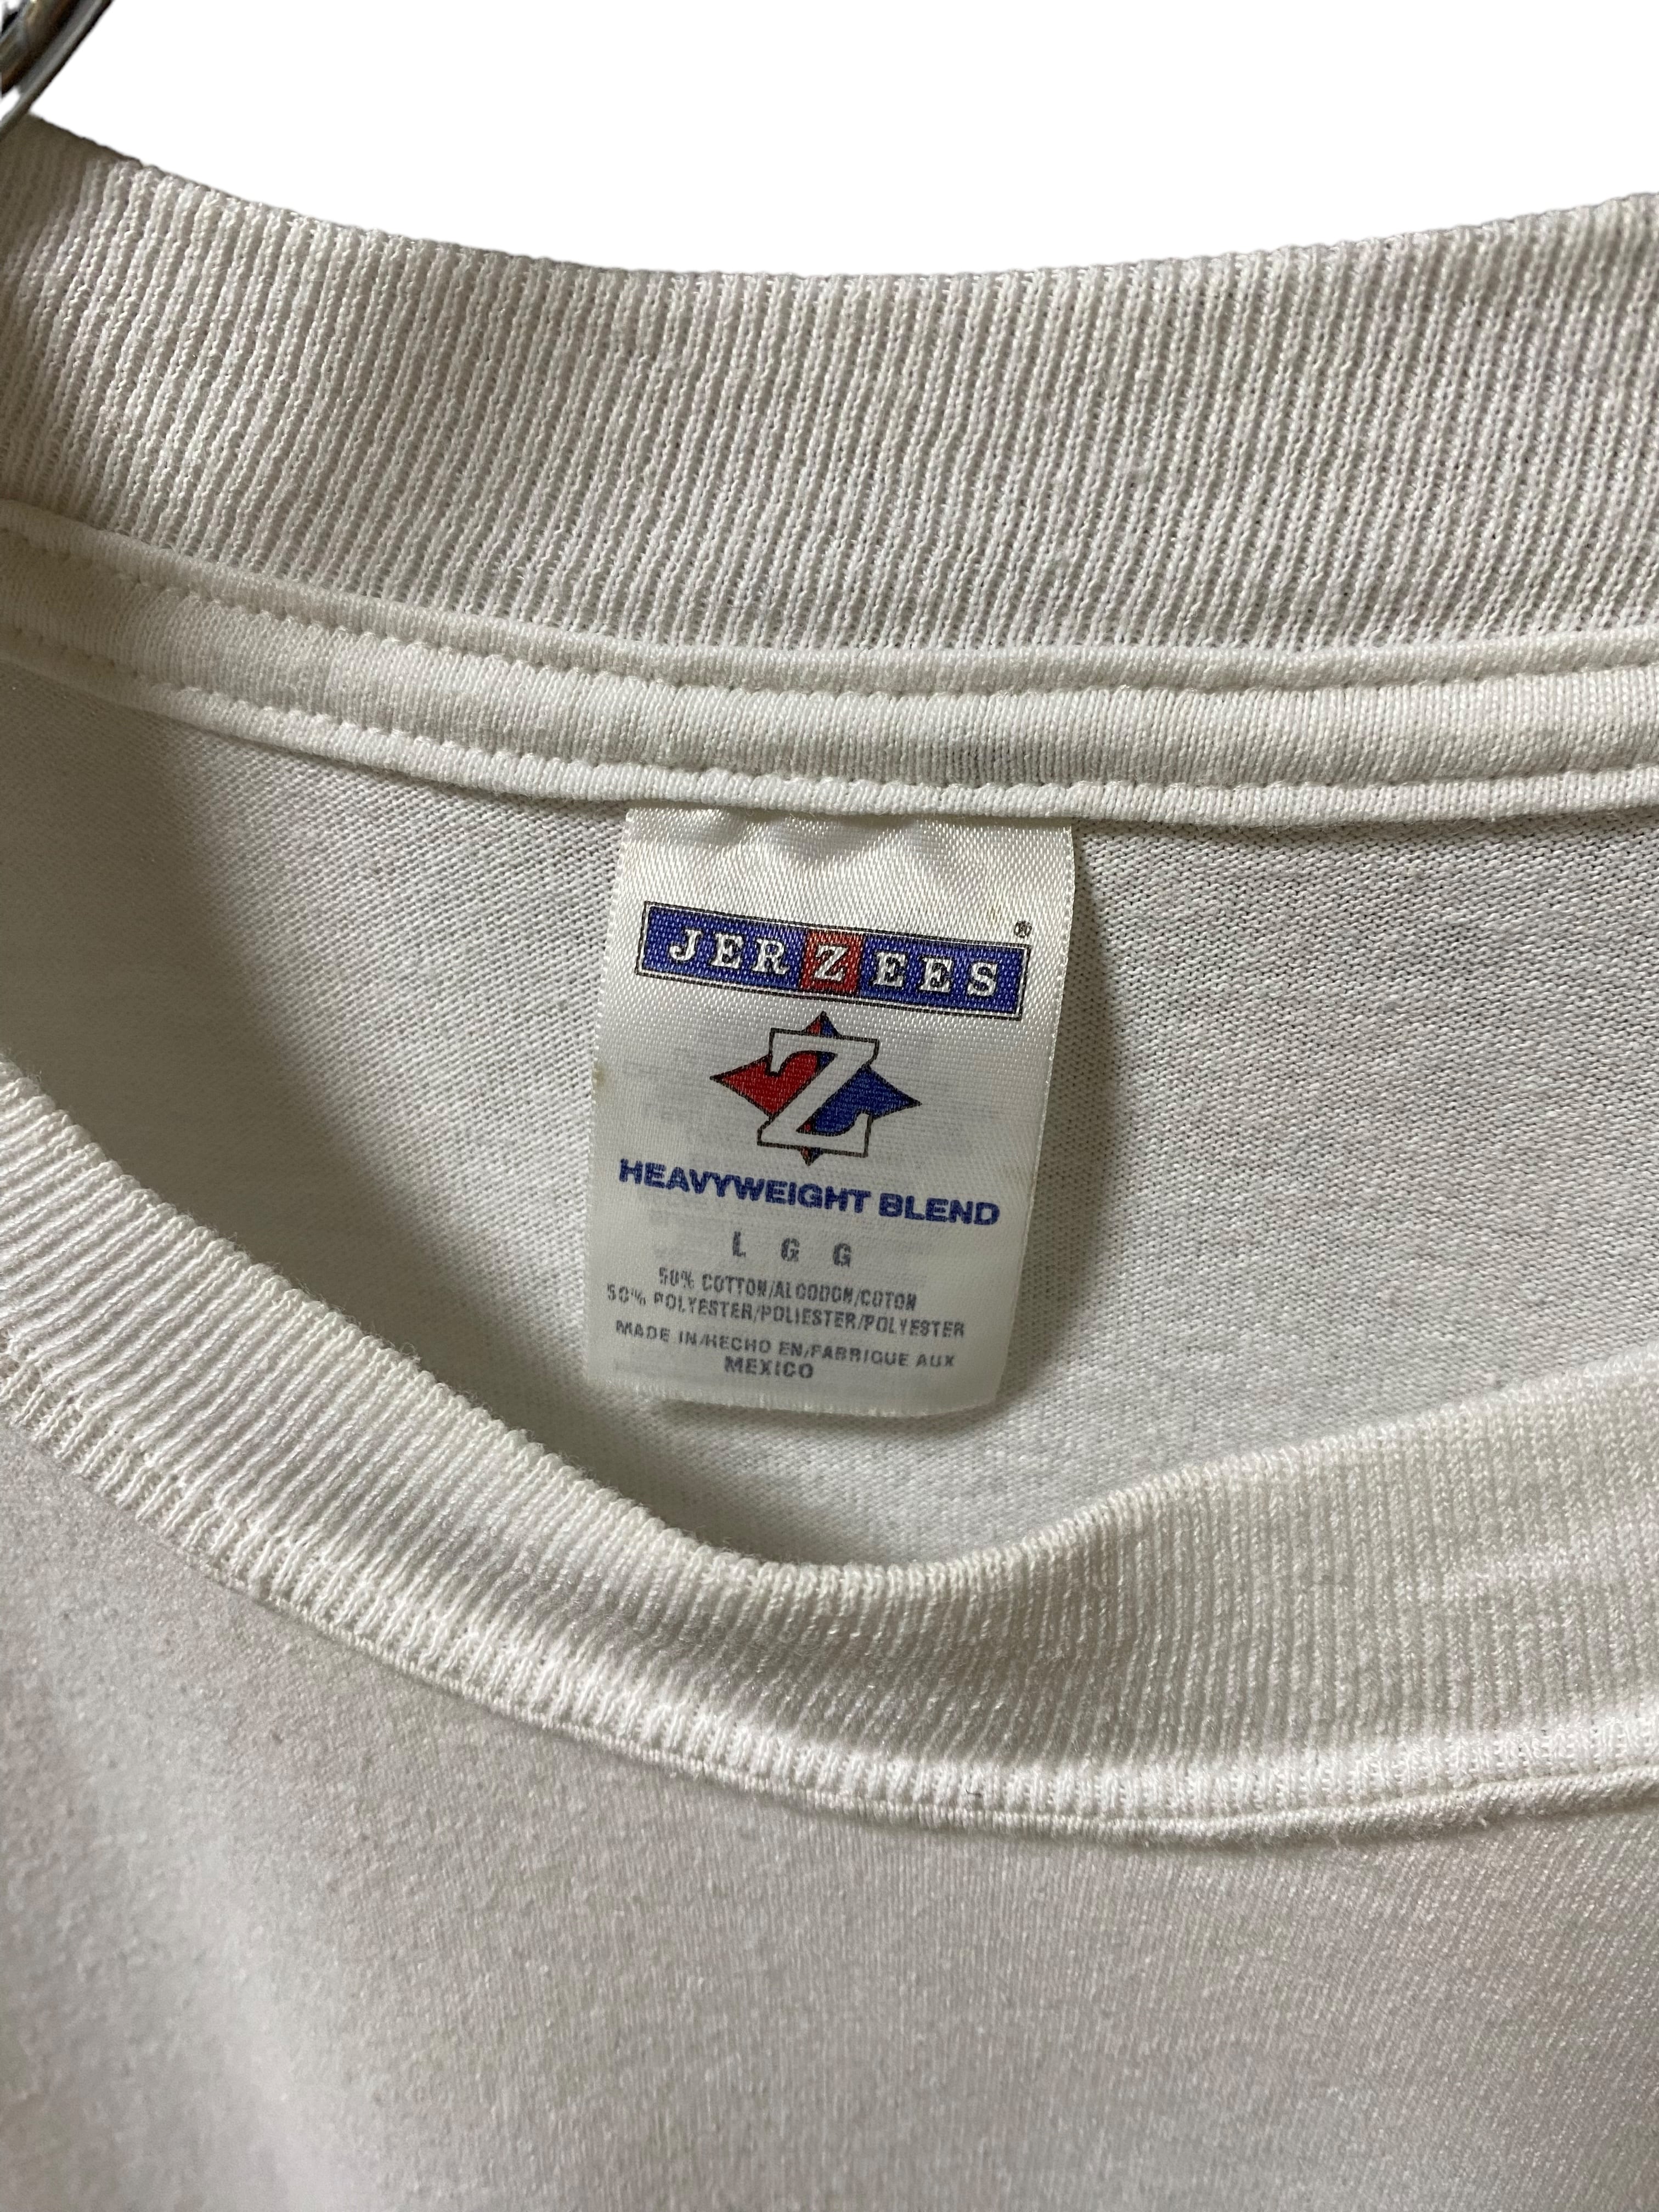 JERZEES®
Z
HEAVYWEIGHT BLEND
L G G
50% COTTON/ALGODON/COTON
50% POLYESTER/POLIESTER/POLYESTER
MADE IN/HECHO EN/FABRIQUE AUX
MEXICO